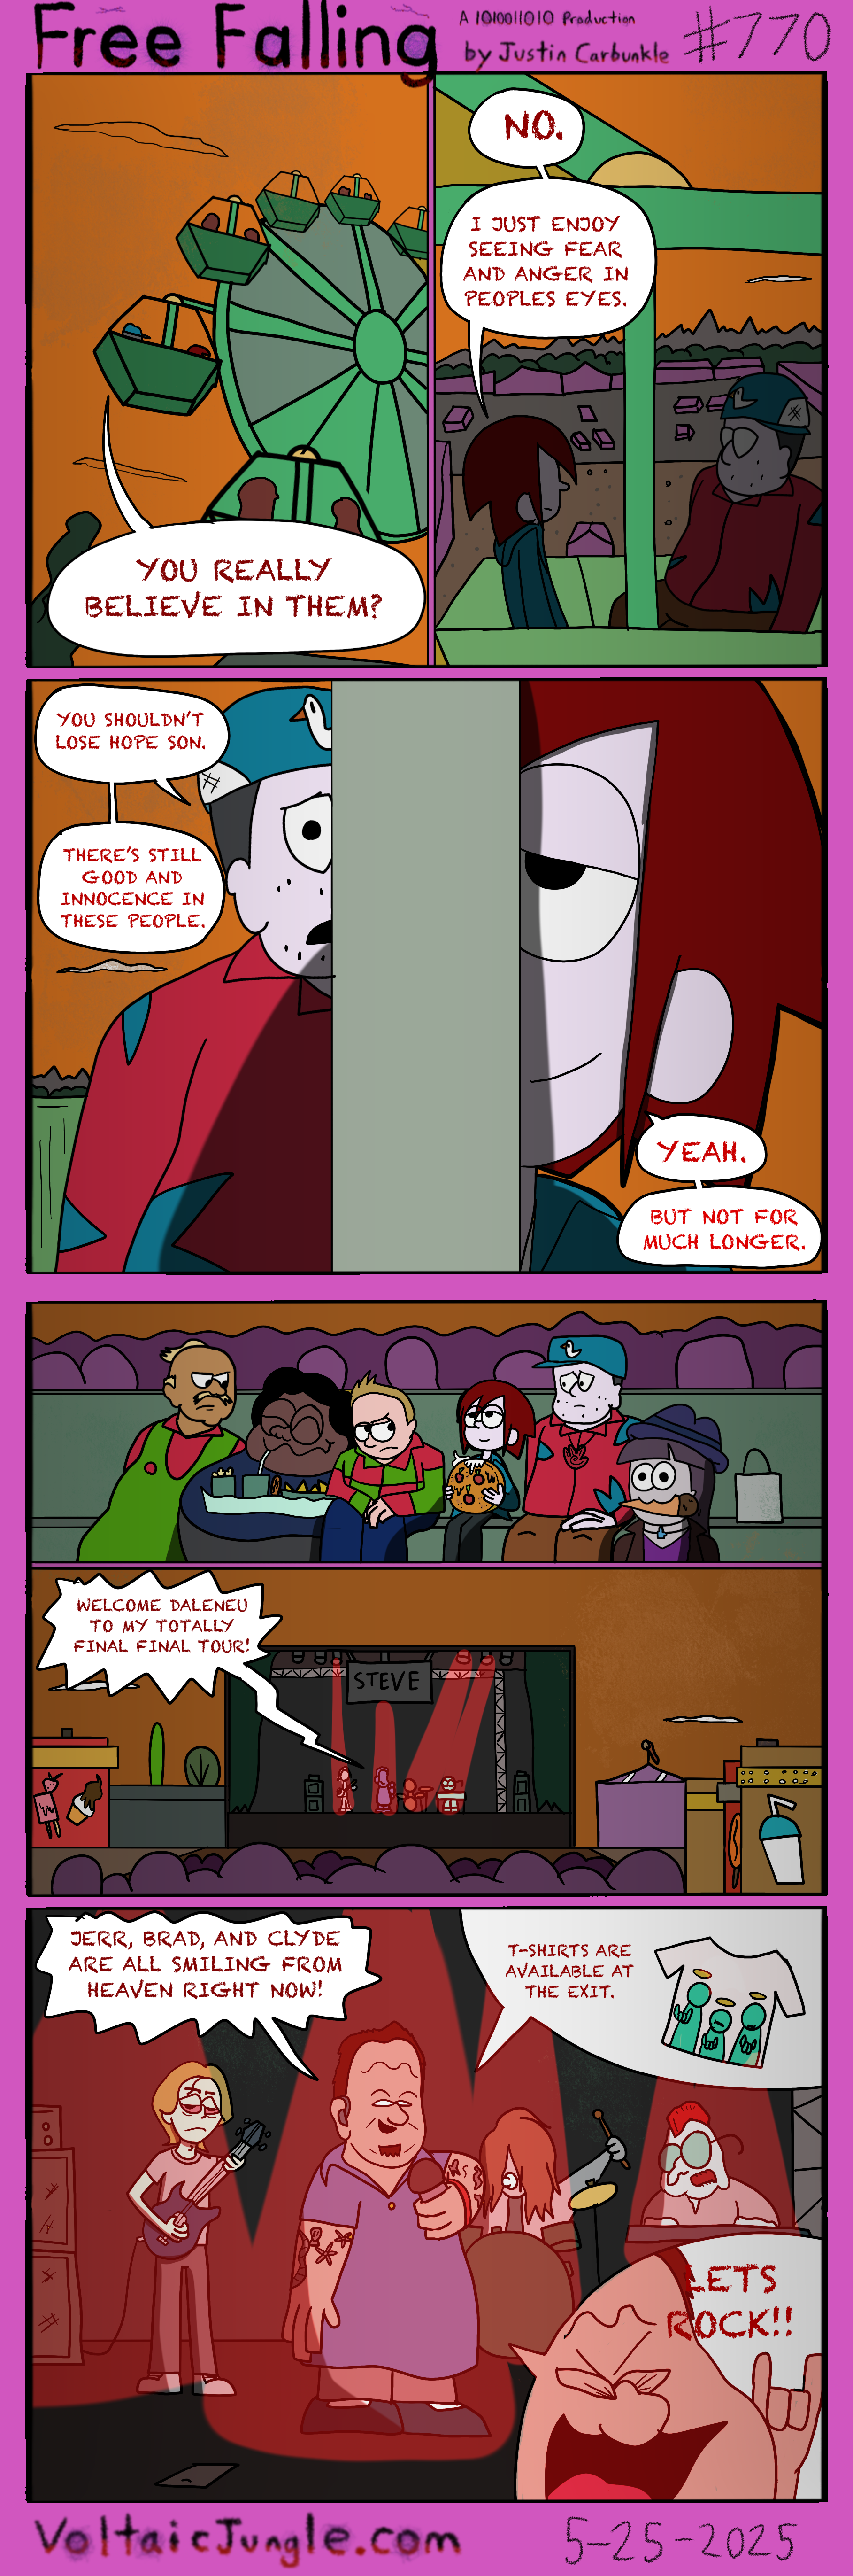 Free Falling
A 1010011010 Production
by Justin Carbunkle
#770
YOU REALLY
BELIEVE IN THEM?
NO.
I JUST ENJOY
SEEING FEAR
AND ANGER IN
PEOPLES EYES.
YOU SHOULDN'T
LOSE HOPE SON.
THERE'S STILL
GOOD AND
INNOCENCE IN
THESE PEOPLE.
YEAH.
BUT NOT FOR
MUCH LONGER.
WELCOME DALENEU
TO MY TOTALLY
FINAL FINAL TOUR!
STEVE
JERR, BRAD, AND CLYDE
ARE ALL SMILING FROM
HEAVEN RIGHT NOW!
T-SHIRTS ARE
AVAILABLE AT
THE EXIT.
LETS
ROCK!!
VoltaicJungle.com
5-25-2025